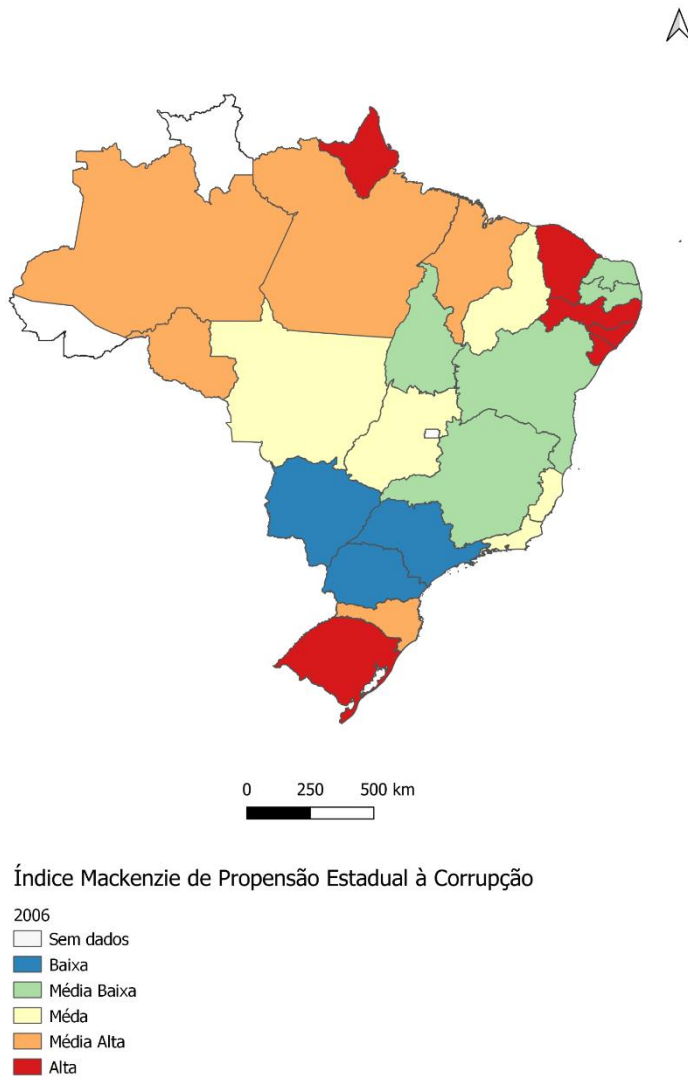 0 250 500 km
Índice Mackenzie de Propensão Estadual à Corrupção
2006
Sem dados
Baixa
Média Baixa
Méda
Média Alta
Alta